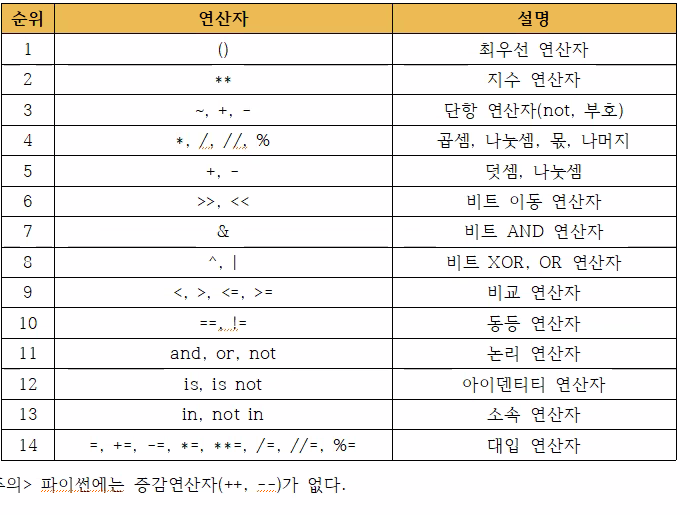 순위 연산자 설명
1 () 최우선 연산자
2 ** 지수 연산자
3 ~, +, - 단항 연산자(not, 부호)
4 *, /, //, % 곱셈, 나눗셈, 몫, 나머지
5 +, - 덧셈, 나눗셈
6 >>, << 비트 이동 연산자
7 & 비트 AND 연산자
8 ^, | 비트 XOR, OR 연산자
9 <, >, <=, >= 비교 연산자
10 ==, != 동등 연산자
11 and, or, not 논리 연산자
12 is, is not 아이덴티티 연산자
13 in, not in 소속 연산자
14 =, +=, -=, *=, **=, /=, //=, %= 대입 연산자
주의> 파이썬에는 증감연산자(++, --)가 없다.